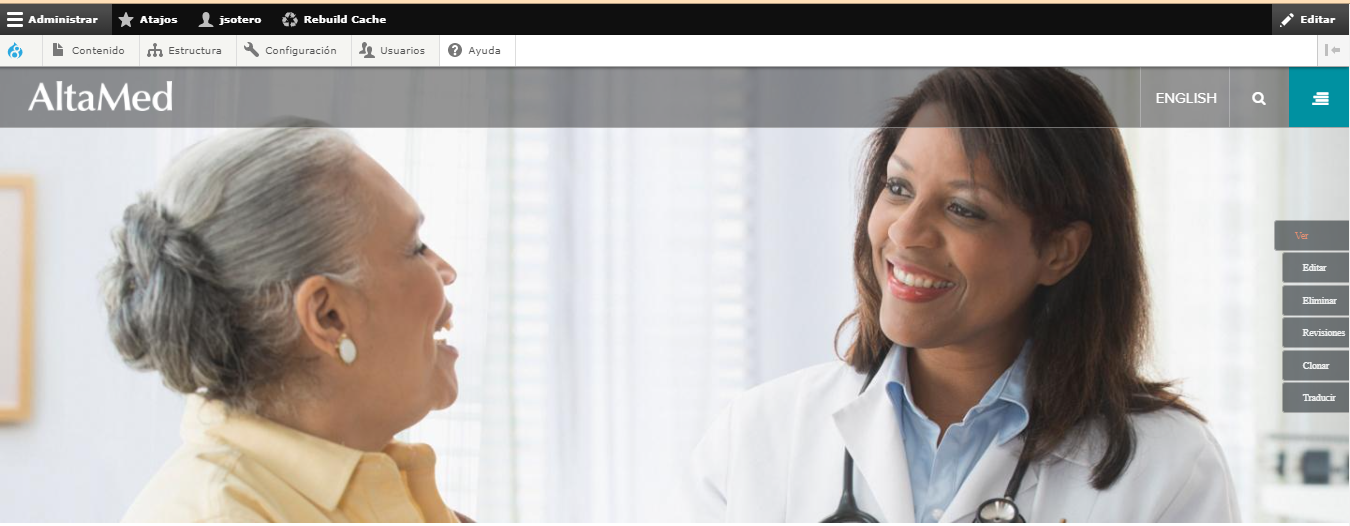 Administrar Atajos jsotero Rebuild Cache Editar
Contenido Estructura Configuración Usuarios Ayuda
AltaMed ENGLISH
Ver
Editar
Eliminar
Revisiones
Clonar
Traducir